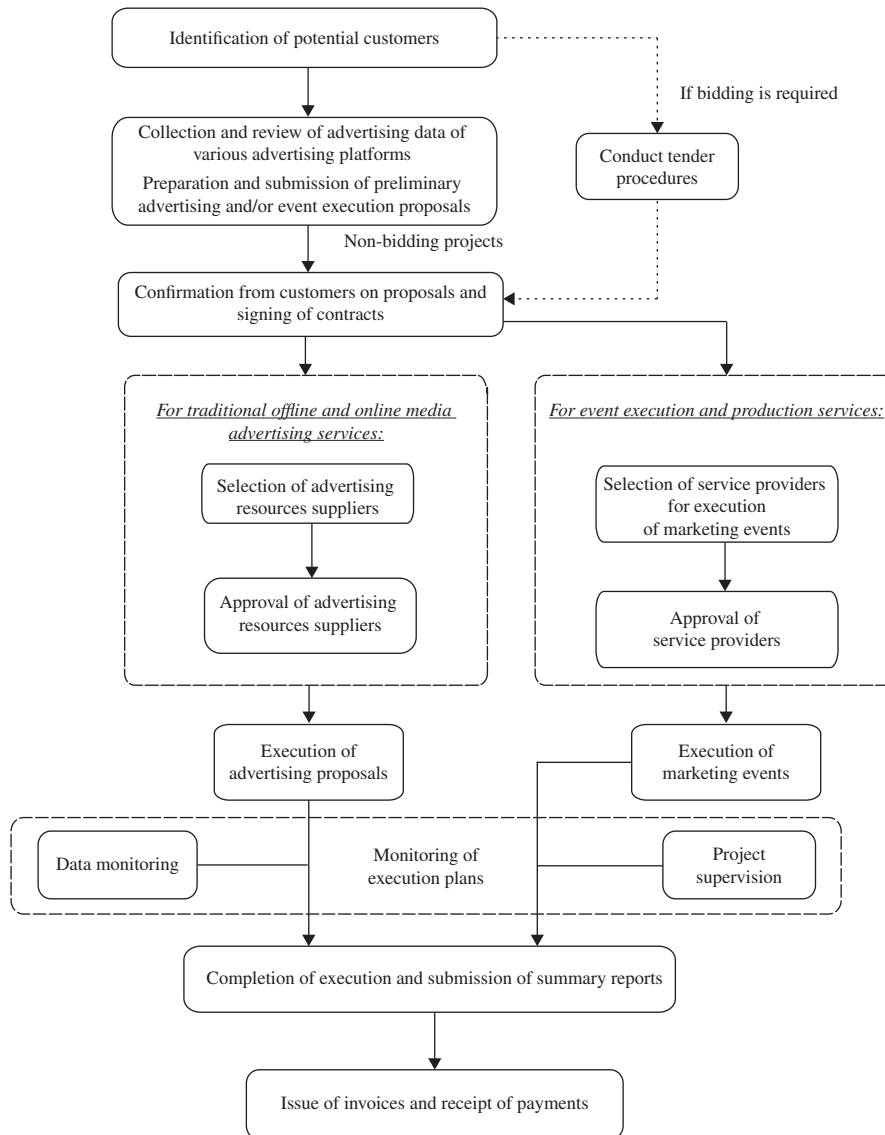 Identification of potential customers
If bidding is required
Collection and review of advertising data of
various advertising platforms
Preparation and submission of preliminary
advertising and/or event execution proposals
Conduct tender
procedures
Non-bidding projects
Confirmation from customers on proposals and
signing of contracts
For traditional offline and online media
advertising services:
Selection of advertising
resources suppliers
Approval of advertising
resources suppliers
For event execution and production services:
Selection of service providers
for execution
of marketing events
Approval of
service providers
Execution of
advertising proposals
Execution of
marketing events
Data monitoring
Monitoring of
execution plans
Project
supervision
Completion of execution and submission of summary reports
Issue of invoices and receipt of payments